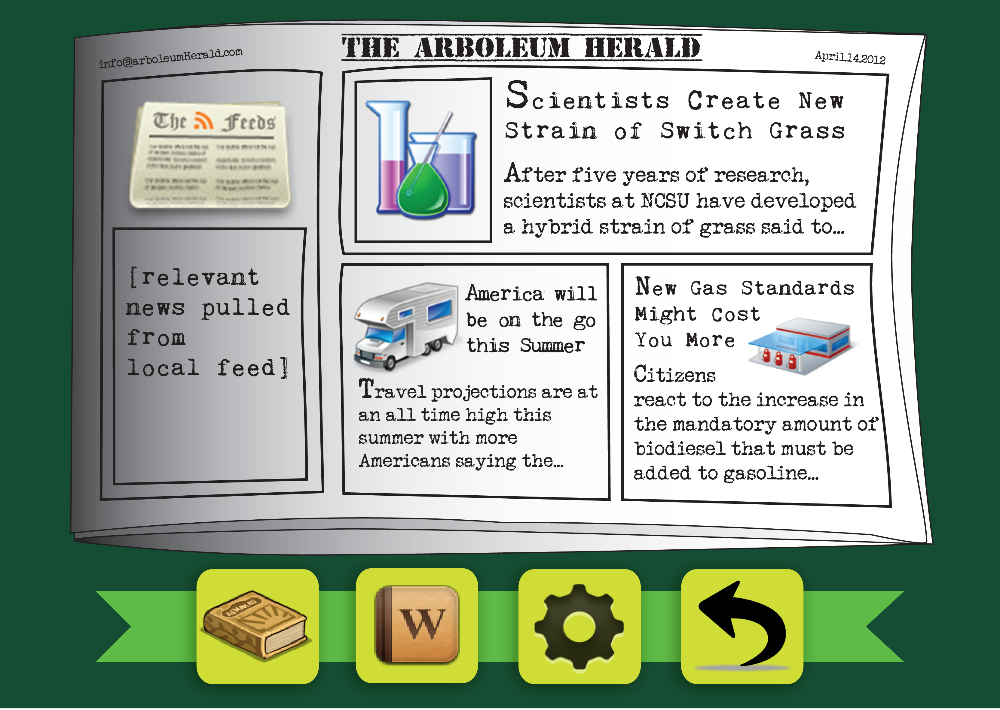 info@arboleumHerald.com
THE ARBOLEUM HERALD
April.14.2012
The Feeds
[relevant
news pulled
from
local feed]
Scientists Create New
Strain of Switch Grass
After five years of research,
scientists at NCSU have developed
a hybrid strain of grass said to...
America will
be on the go
this Summer
Travel projections are at
an all time high this
summer with more
Americans saying the...
New Gas Standards
Might Cost
You More
Citizens
react to the increase in
the mandatory amount of
biodiesel that must be
added to gasoline...
W